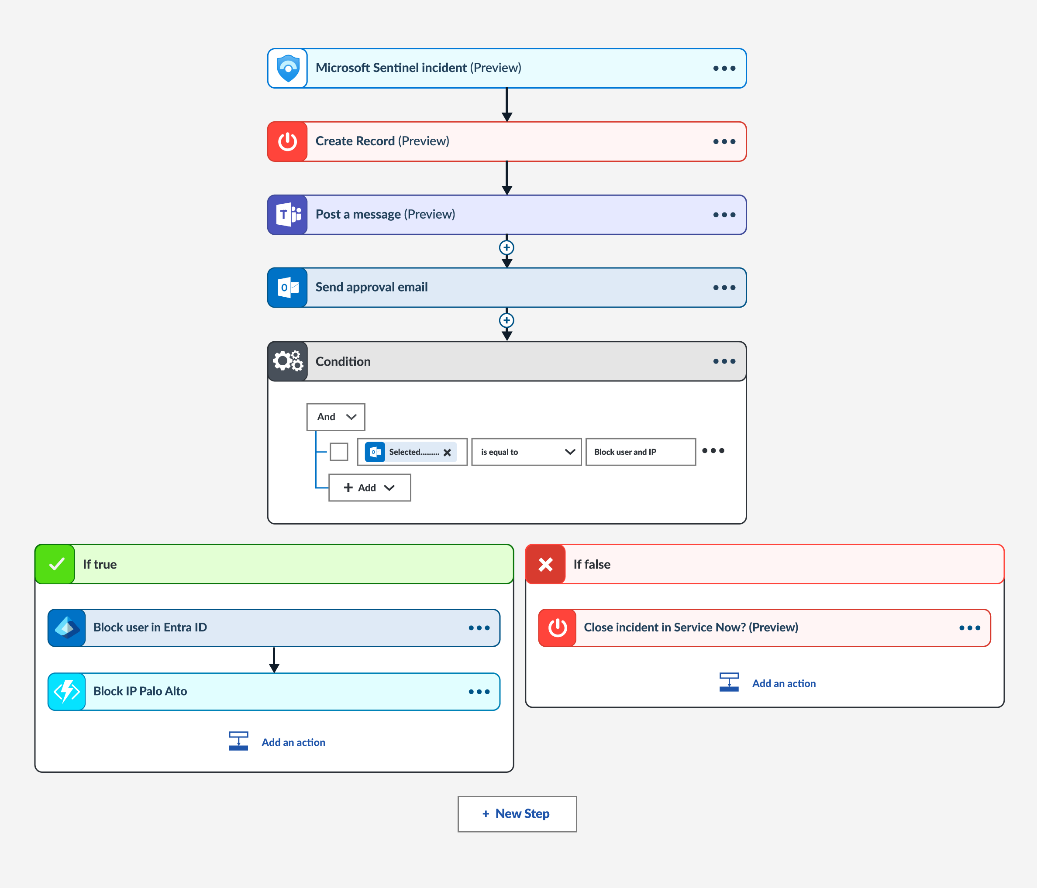 Microsoft Sentinel incident (Preview)
Create Record (Preview)
T
Post a message (Preview)
Send approval email
Condition
And
Selected.........
is equal to
Block user and IP
+ Add
If true
If false
Block user in Entra ID
Close incident in Service Now? (Preview)
Block IP Palo Alto
Add an action
Add an action
+ New Step